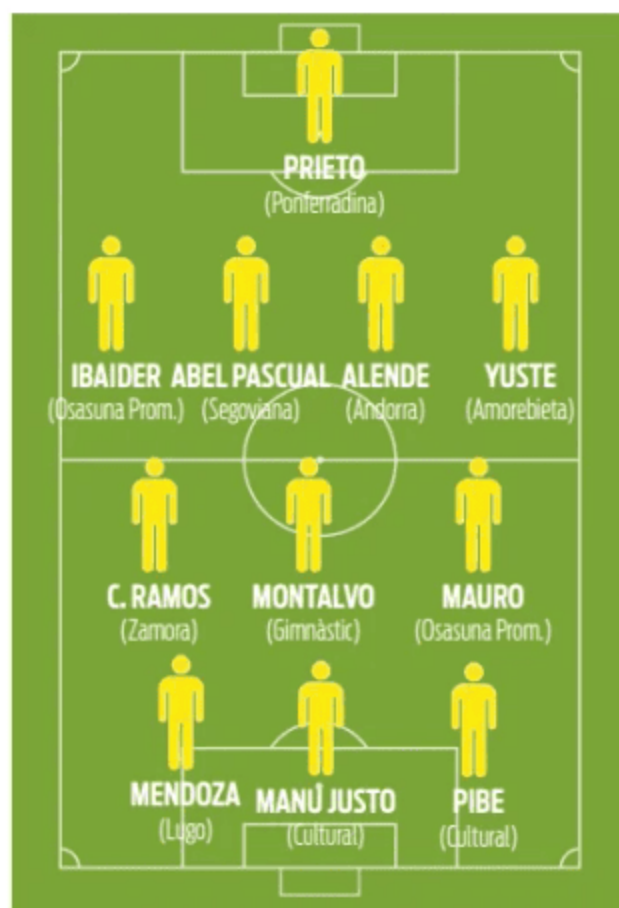 PRIETO
(Ponferradina)
IBAIDER ABEL PASCUAL ALENDE YUSTE
(Osasuna Prom.) (Segoviana) (Andorra) (Amorebieta)
C. RAMOS MONTALVO MAURO
(Zamora) (Gimnàstic) (Osasuna Prom.)
MENDOZA MANÚ JUSTO PIBE
(Lugo) (Cultural) (Cultural)